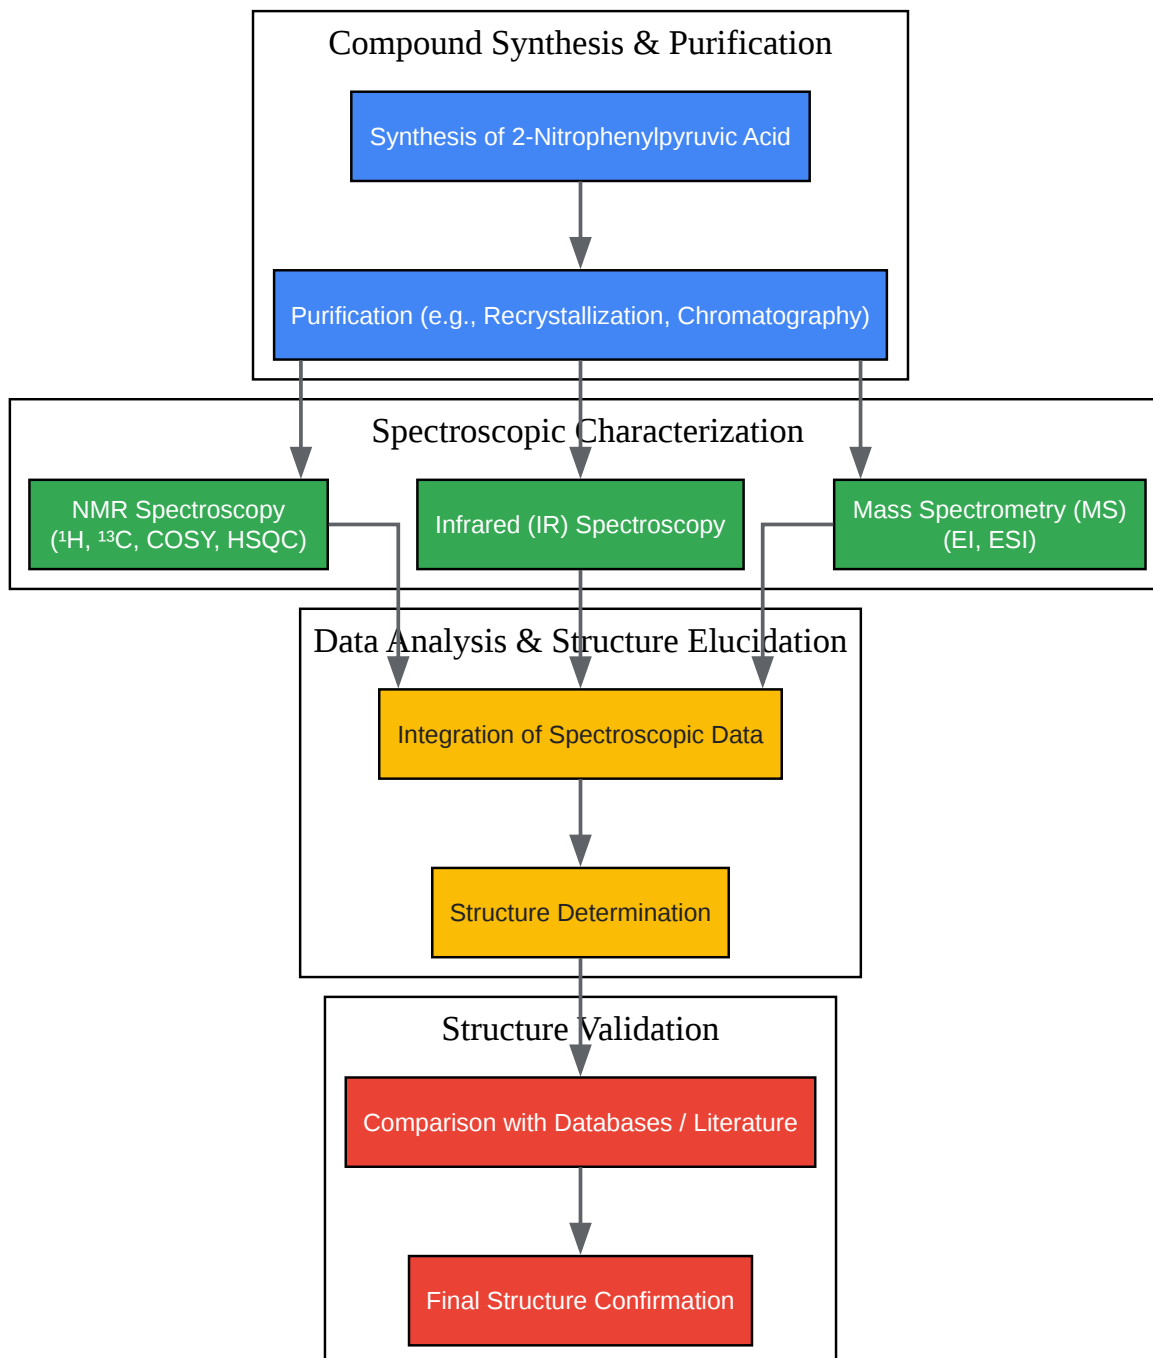 Compound Synthesis & Purification
Synthesis of 2-Nitrophenylpyruvic Acid
Purification (e.g., Recrystallization, Chromatography)
Spectroscopic Characterization
NMR Spectroscopy
(¹H, ¹³C, COSY, HSQC)
Infrared (IR) Spectroscopy
Mass Spectrometry (MS)
(EI, ESI)
Data Analysis & Structure Elucidation
Integration of Spectroscopic Data
Structure Determination
Structure Validation
Comparison with Databases / Literature
Final Structure Confirmation